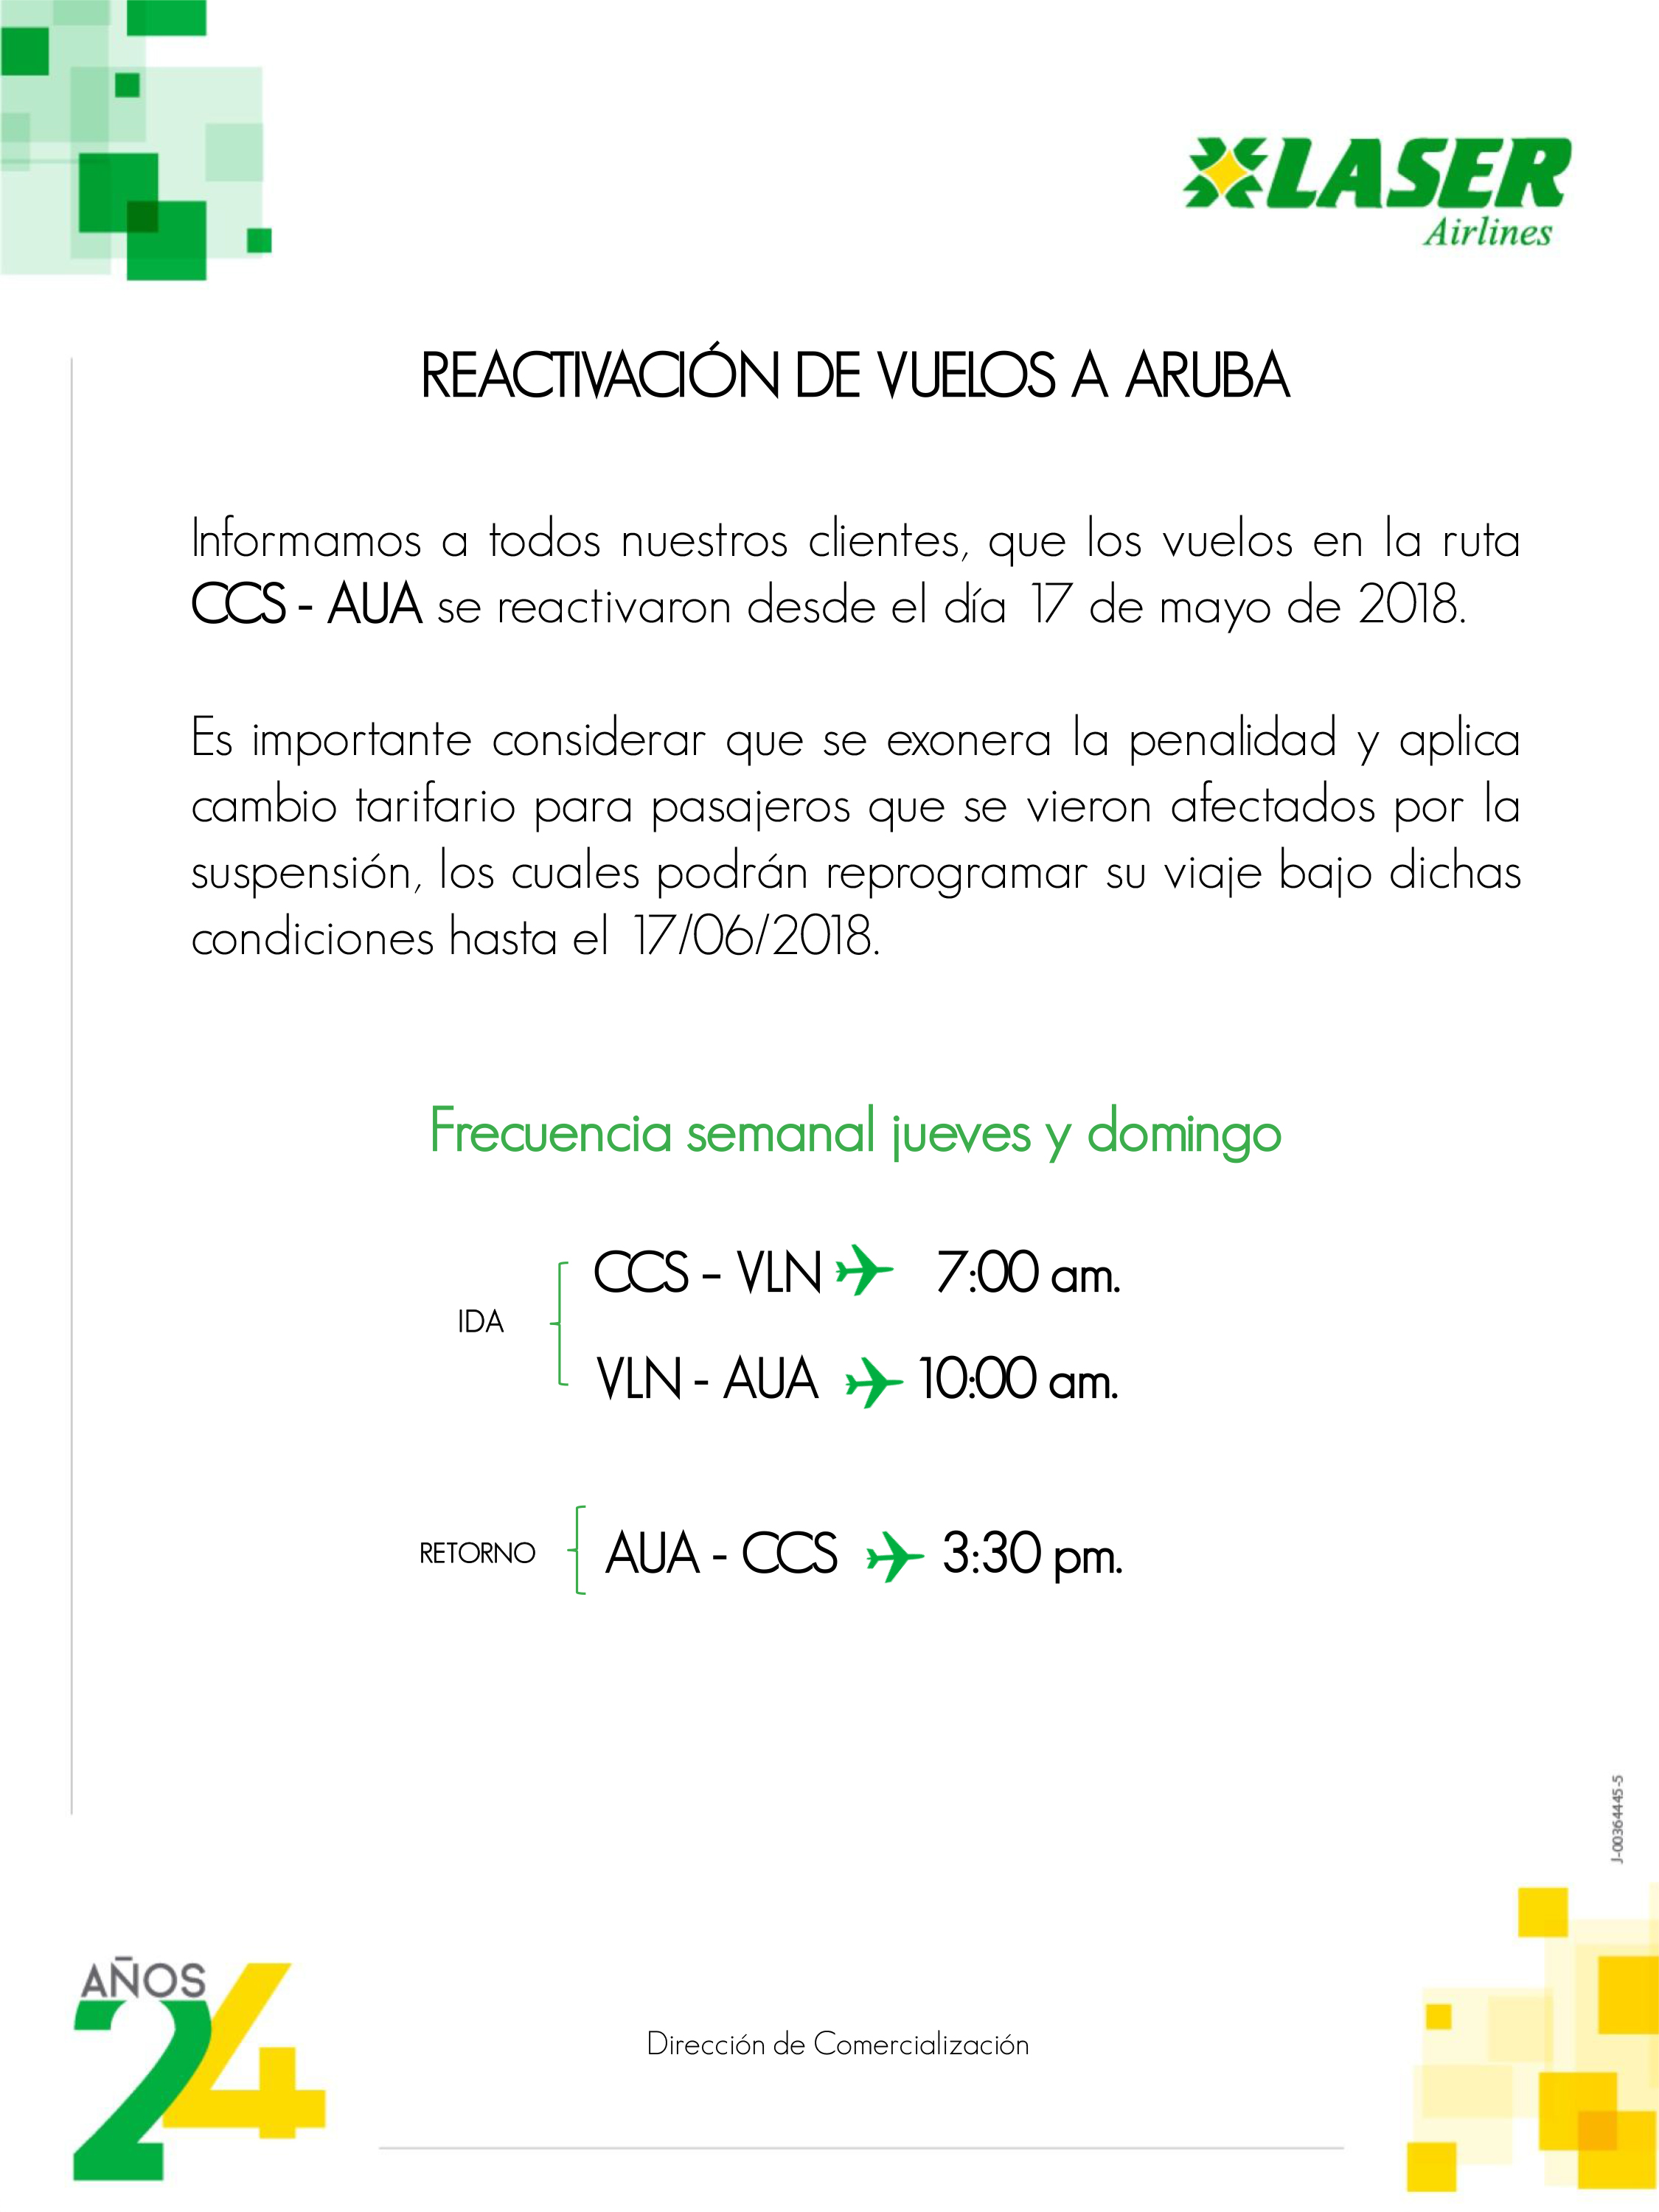 LASER
Airlines
REACTIVACIÓN DE VUELOS A ARUBA
Informamos a todos nuestros clientes, que los vuelos en la ruta
CCS - AUA se reactivaron desde el día 17 de mayo de 2018.
Es importante considerar que se exonera la penalidad y aplica
cambio tarifario para pasajeros que se vieron afectados por la
suspensión, los cuales podrán reprogramar su viaje bajo dichas
condiciones hasta el 17/06/2018.
Frecuencia semanal jueves y domingo
IDA
CCS – VLN 7:00 am.
VLN - AUA 10:00 am.
RETORNO
AUA - CCS 3:30 pm.
J-00364445-5
AÑOS
24
Dirección de Comercialización